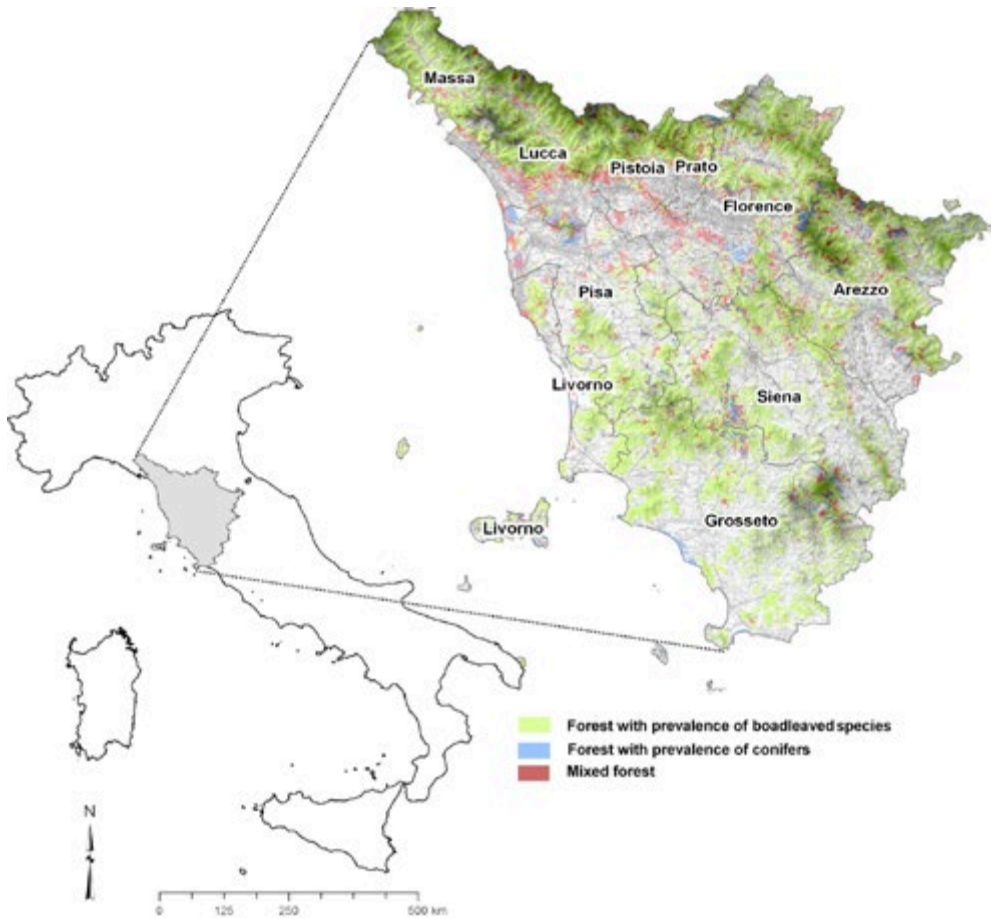 Massa
Lucca
Pistoia
Prato
Florence
Pisa
Arezzo
Livorno
Siena
Grosseto
Livorno
Forest with prevalence of boadleaved species
Forest with prevalence of conifers
Mixed forest
N
0 125 250 500 km